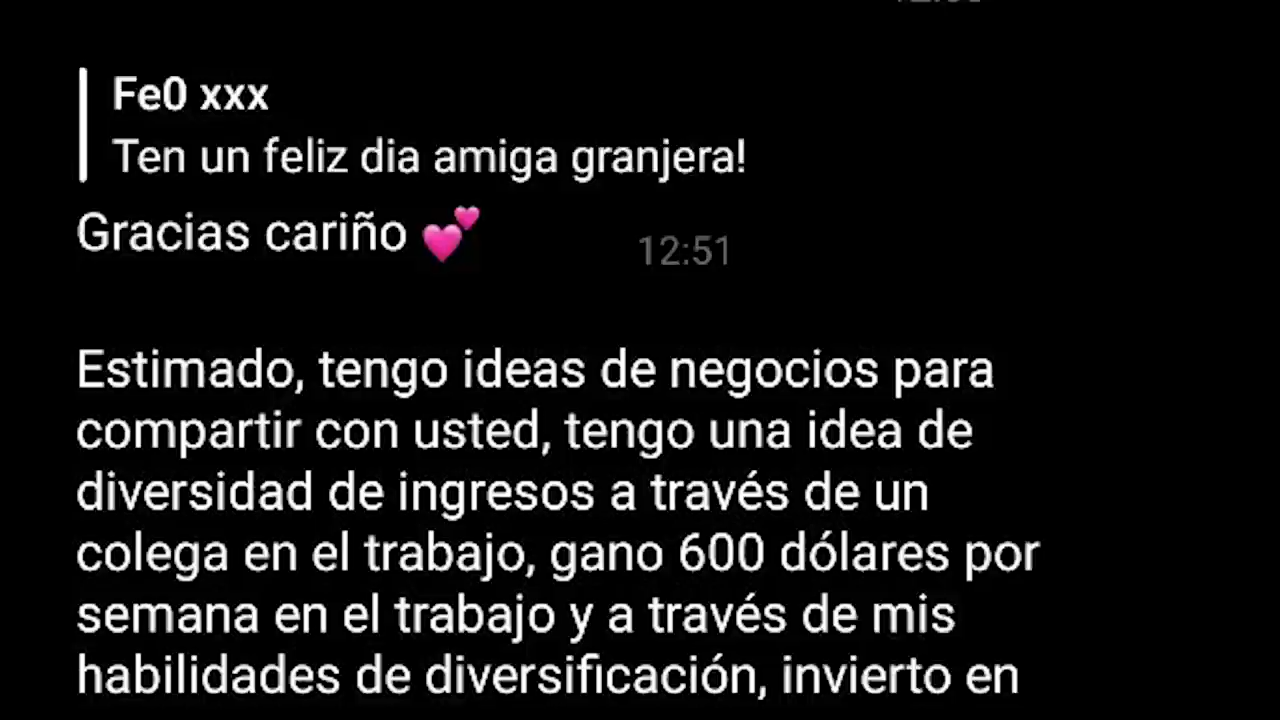 Fe0 xxx
Ten un feliz dia amiga granjera!
Gracias cariño 💕
12:51
Estimado, tengo ideas de negocios para
compartir con usted, tengo una idea de
diversidad de ingresos a través de un
colega en el trabajo, gano 600 dólares por
semana en el trabajo y a través de mis
habilidades de diversificación, invierto en